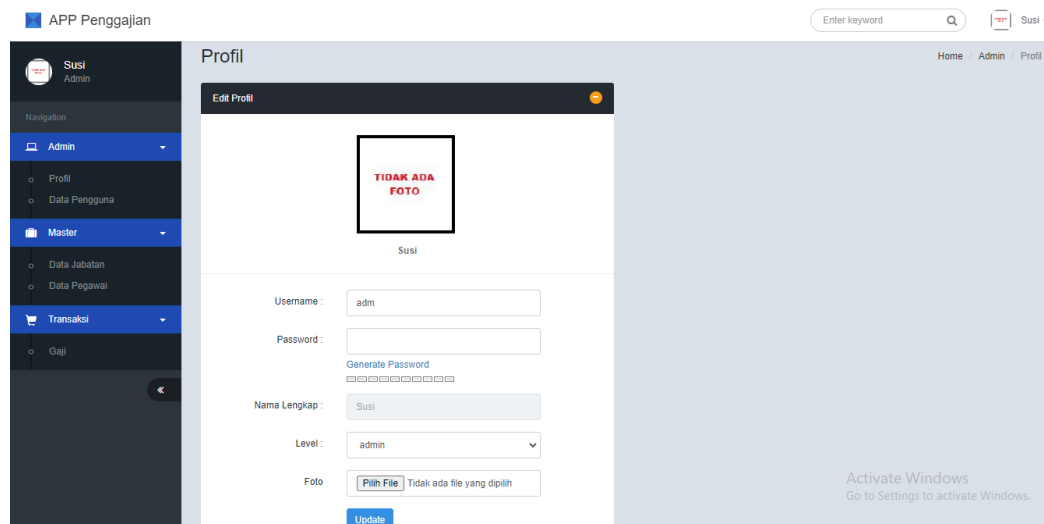 APP Penggajian
Enter keyword
Susi
Susi
Admin
Navigation
Admin
Profil
Data Pengguna
Master
Data Jabatan
Data Pegawai
Transaksi
Gaji
Profil
Home / Admin / Profil
Edit Profil
TIDAK ADA
FOTO
Susi
Username :
adm
Password :
Generate Password
Nama Lengkap :
Susi
Level :
admin
Foto
Pilih File Tidak ada file yang dipilih
Update
Activate Windows
Go to Settings to activate Windows.